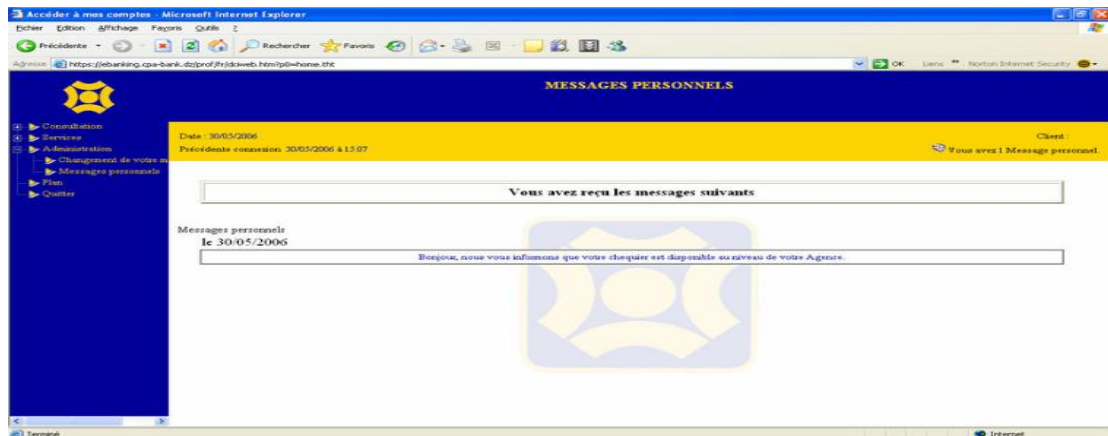 Accéder à mes comptes - Microsoft Internet Explorer
Fichier Edition Affichage Favoris Outils ?
Précédente Rechercher Favoris
Adresse https://ebanking.cpa-bank.dz/prof/fr/dciweb.htm?p0=home.tht OK Liens Norton Internet Security
MESSAGES PERSONNELS
Consultation
Services
Administration
Changement de votre m
Messages personnels
Plan
Quitter
Date : 30/05/2006 Client :
Précédente connexion: 30/05/2006 à 15:07 Vous avez 1 Message personnel.
Vous avez reçu les messages suivants
Messages personnels
le 30/05/2006
Bonjour, nous vous informons que votre chequier est disponible au niveau de votre Agence.
Terminé Internet